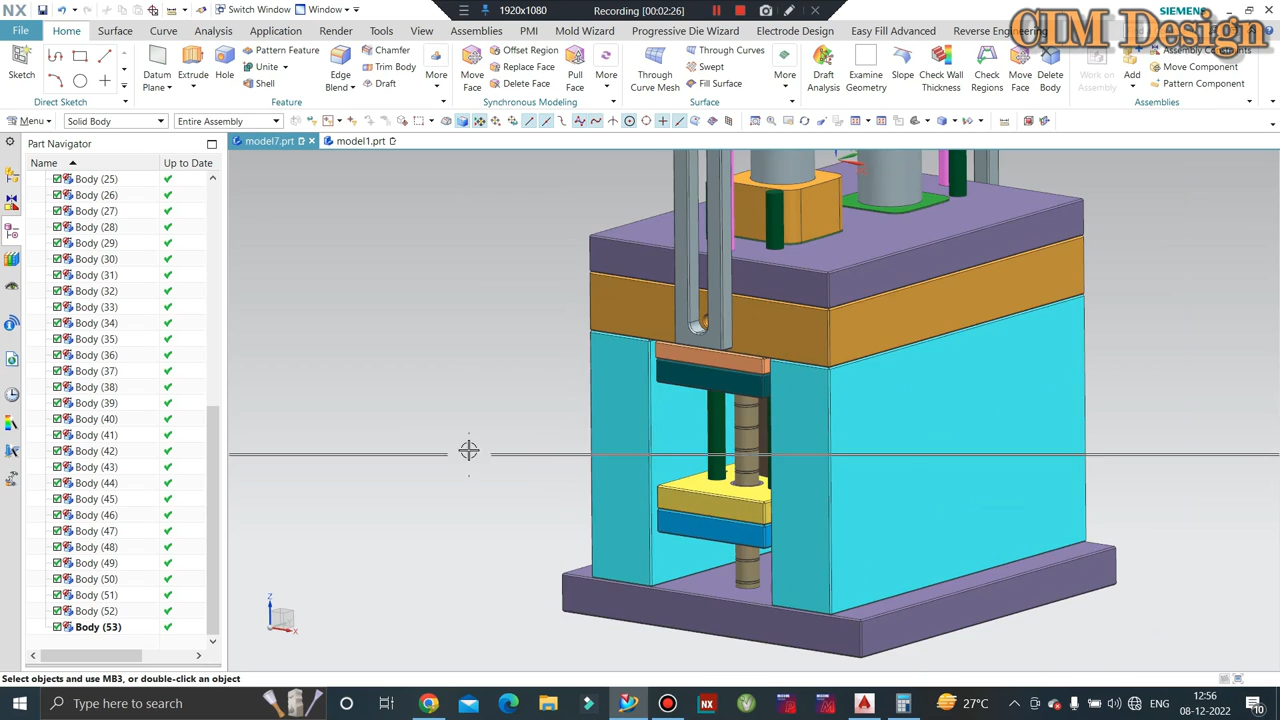 NX
Switch Window
Window
1920x1080
Recording [00:02:26]
SIEMENS
CIM Design
File
Home
Surface
Curve
Analysis
Application
Render
Tools
View
Assemblies
PMI
Mold Wizard
Progressive Die Wizard
Electrode Design
Easy Fill Advanced
Reverse Engineering
Sketch
Datum Plane
Extrude
Hole
Pattern Feature
Unite
Shell
Edge Blend
Chamfer
Trim Body
Draft
More
Move Face
Offset Region
Replace Face
Delete Face
Pull Face
More
Through Curve Mesh
Through Curves
Swept
Fill Surface
More
Draft Analysis
Examine Geometry
Slope
Check Wall Thickness
Check Regions
Move Face
Delete Body
Work on Assembly
Add
Assembly Constraints
Move Component
Pattern Component
Direct Sketch
Feature
Synchronous Modeling
Surface
Assemblies
Menu
Solid Body
Entire Assembly
Part Navigator
model7.prt
model1.prt
Name
Up to Date
Body (25)
Body (26)
Body (27)
Body (28)
Body (29)
Body (30)
Body (31)
Body (32)
Body (33)
Body (34)
Body (35)
Body (36)
Body (37)
Body (38)
Body (39)
Body (40)
Body (41)
Body (42)
Body (43)
Body (44)
Body (45)
Body (46)
Body (47)
Body (48)
Body (49)
Body (50)
Body (51)
Body (52)
Body (53)
Z
X
Select objects and use MB3, or double-click an object
Type here to search
NX
27°C
ENG
12:56
08-12-2022
10